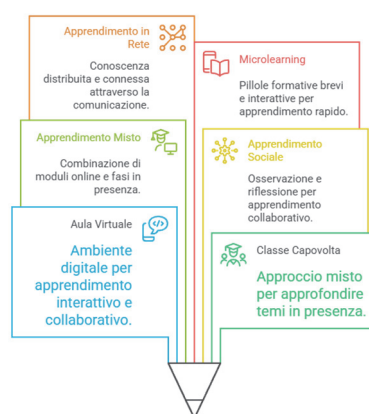 Apprendimento in
Rete
Conoscenza
distribuita e connessa
attraverso la
comunicazione.
Microlearning
Pillole formative brevi
e interattive per
apprendimento rapido.
Apprendimento Misto
Combinazione di
moduli online e fasi in
presenza.
Apprendimento
Sociale
Osservazione e
riflessione per
apprendimento
collaborativo.
Aula Virtuale
Ambiente
digitale per
apprendimento
interattivo e
collaborativo.
Classe Capovolta
Approccio misto
per approfondire
temi in presenza.